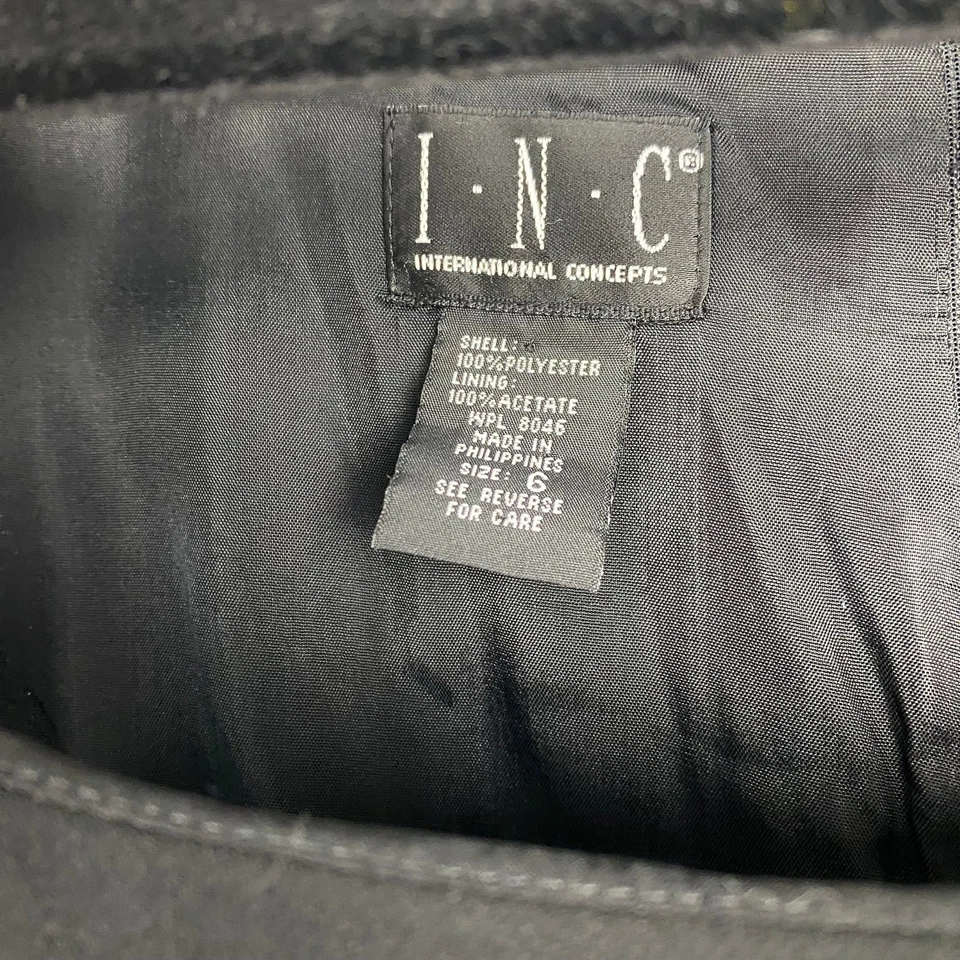 I·N·C®
INTERNATIONAL CONCEPTS
SHELL:
100%POLYESTER
LINING:
100%ACETATE
WPL 8046
MADE IN
PHILIPPINES
SIZE: 6
SEE REVERSE
FOR CARE